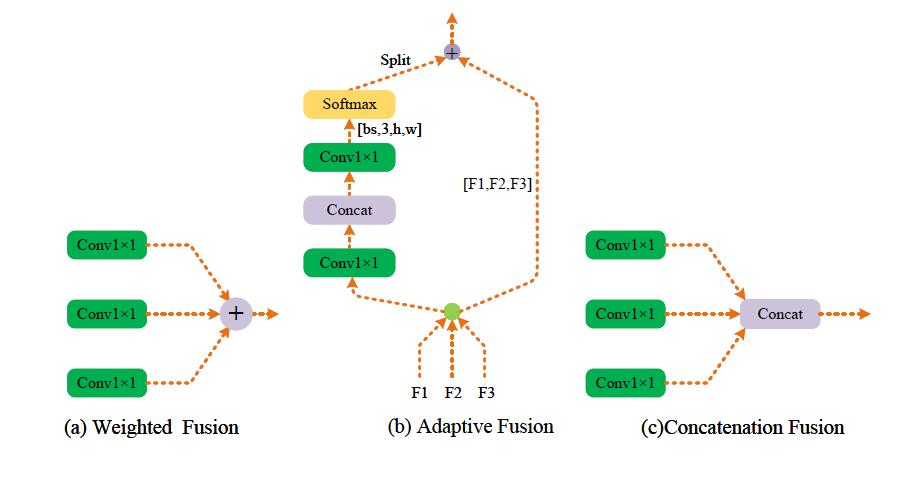 Conv1×1
Conv1×1
+
Conv1×1
(a) Weighted Fusion
+
Split
Softmax
[bs,3,h,w]
Conv1×1
[F1,F2,F3]
Concat
Conv1×1
F1 F2 F3
(b) Adaptive Fusion
Conv1×1
Conv1×1
Concat
Conv1×1
(c)Concatenation Fusion